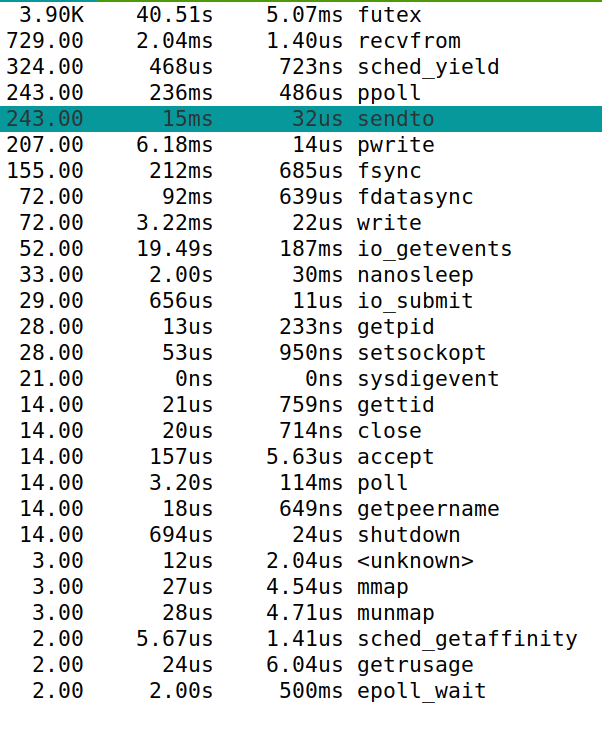 3.90K 40.51s 5.07ms futex
729.00 2.04ms 1.40us recvfrom
324.00 468us 723ns sched_yield
243.00 236ms 486us ppoll
243.00 15ms 32us sendto
207.00 6.18ms 14us pwrite
155.00 212ms 685us fsync
72.00 92ms 639us fdatasync
72.00 3.22ms 22us write
52.00 19.49s 187ms io_getevents
33.00 2.00s 30ms nanosleep
29.00 656us 11us io_submit
28.00 13us 233ns getpid
28.00 53us 950ns setsockopt
21.00 0ns 0ns sysdigevent
14.00 21us 759ns gettid
14.00 20us 714ns close
14.00 157us 5.63us accept
14.00 3.20s 114ms poll
14.00 18us 649ns getpeername
14.00 694us 24us shutdown
3.00 12us 2.04us <unknown>
3.00 27us 4.54us mmap
3.00 28us 4.71us munmap
2.00 5.67us 1.41us sched_getaffinity
2.00 24us 6.04us getrusage
2.00 2.00s 500ms epoll_wait